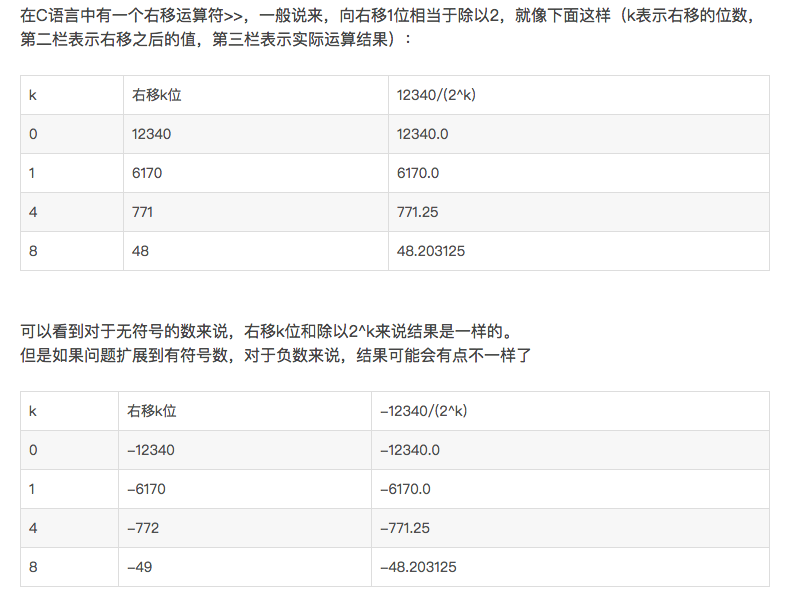 在C语言中有一个右移运算符>>，一般说来，向右移1位相当于除以2，就像下面这样（k表示右移的位数，
第二栏表示右移之后的值，第三栏表示实际运算结果）：
k 右移k位 12340/(2^k)
0 12340 12340.0
1 6170 6170.0
4 771 771.25
8 48 48.203125
可以看到对于无符号的数来说，右移k位和除以2^k来说结果是一样的。
但是如果问题扩展到有符号数，对于负数来说，结果可能会有点不一样了
k 右移k位 –12340/(2^k)
0 –12340 –12340.0
1 –6170 –6170.0
4 –772 –771.25
8 –49 –48.203125